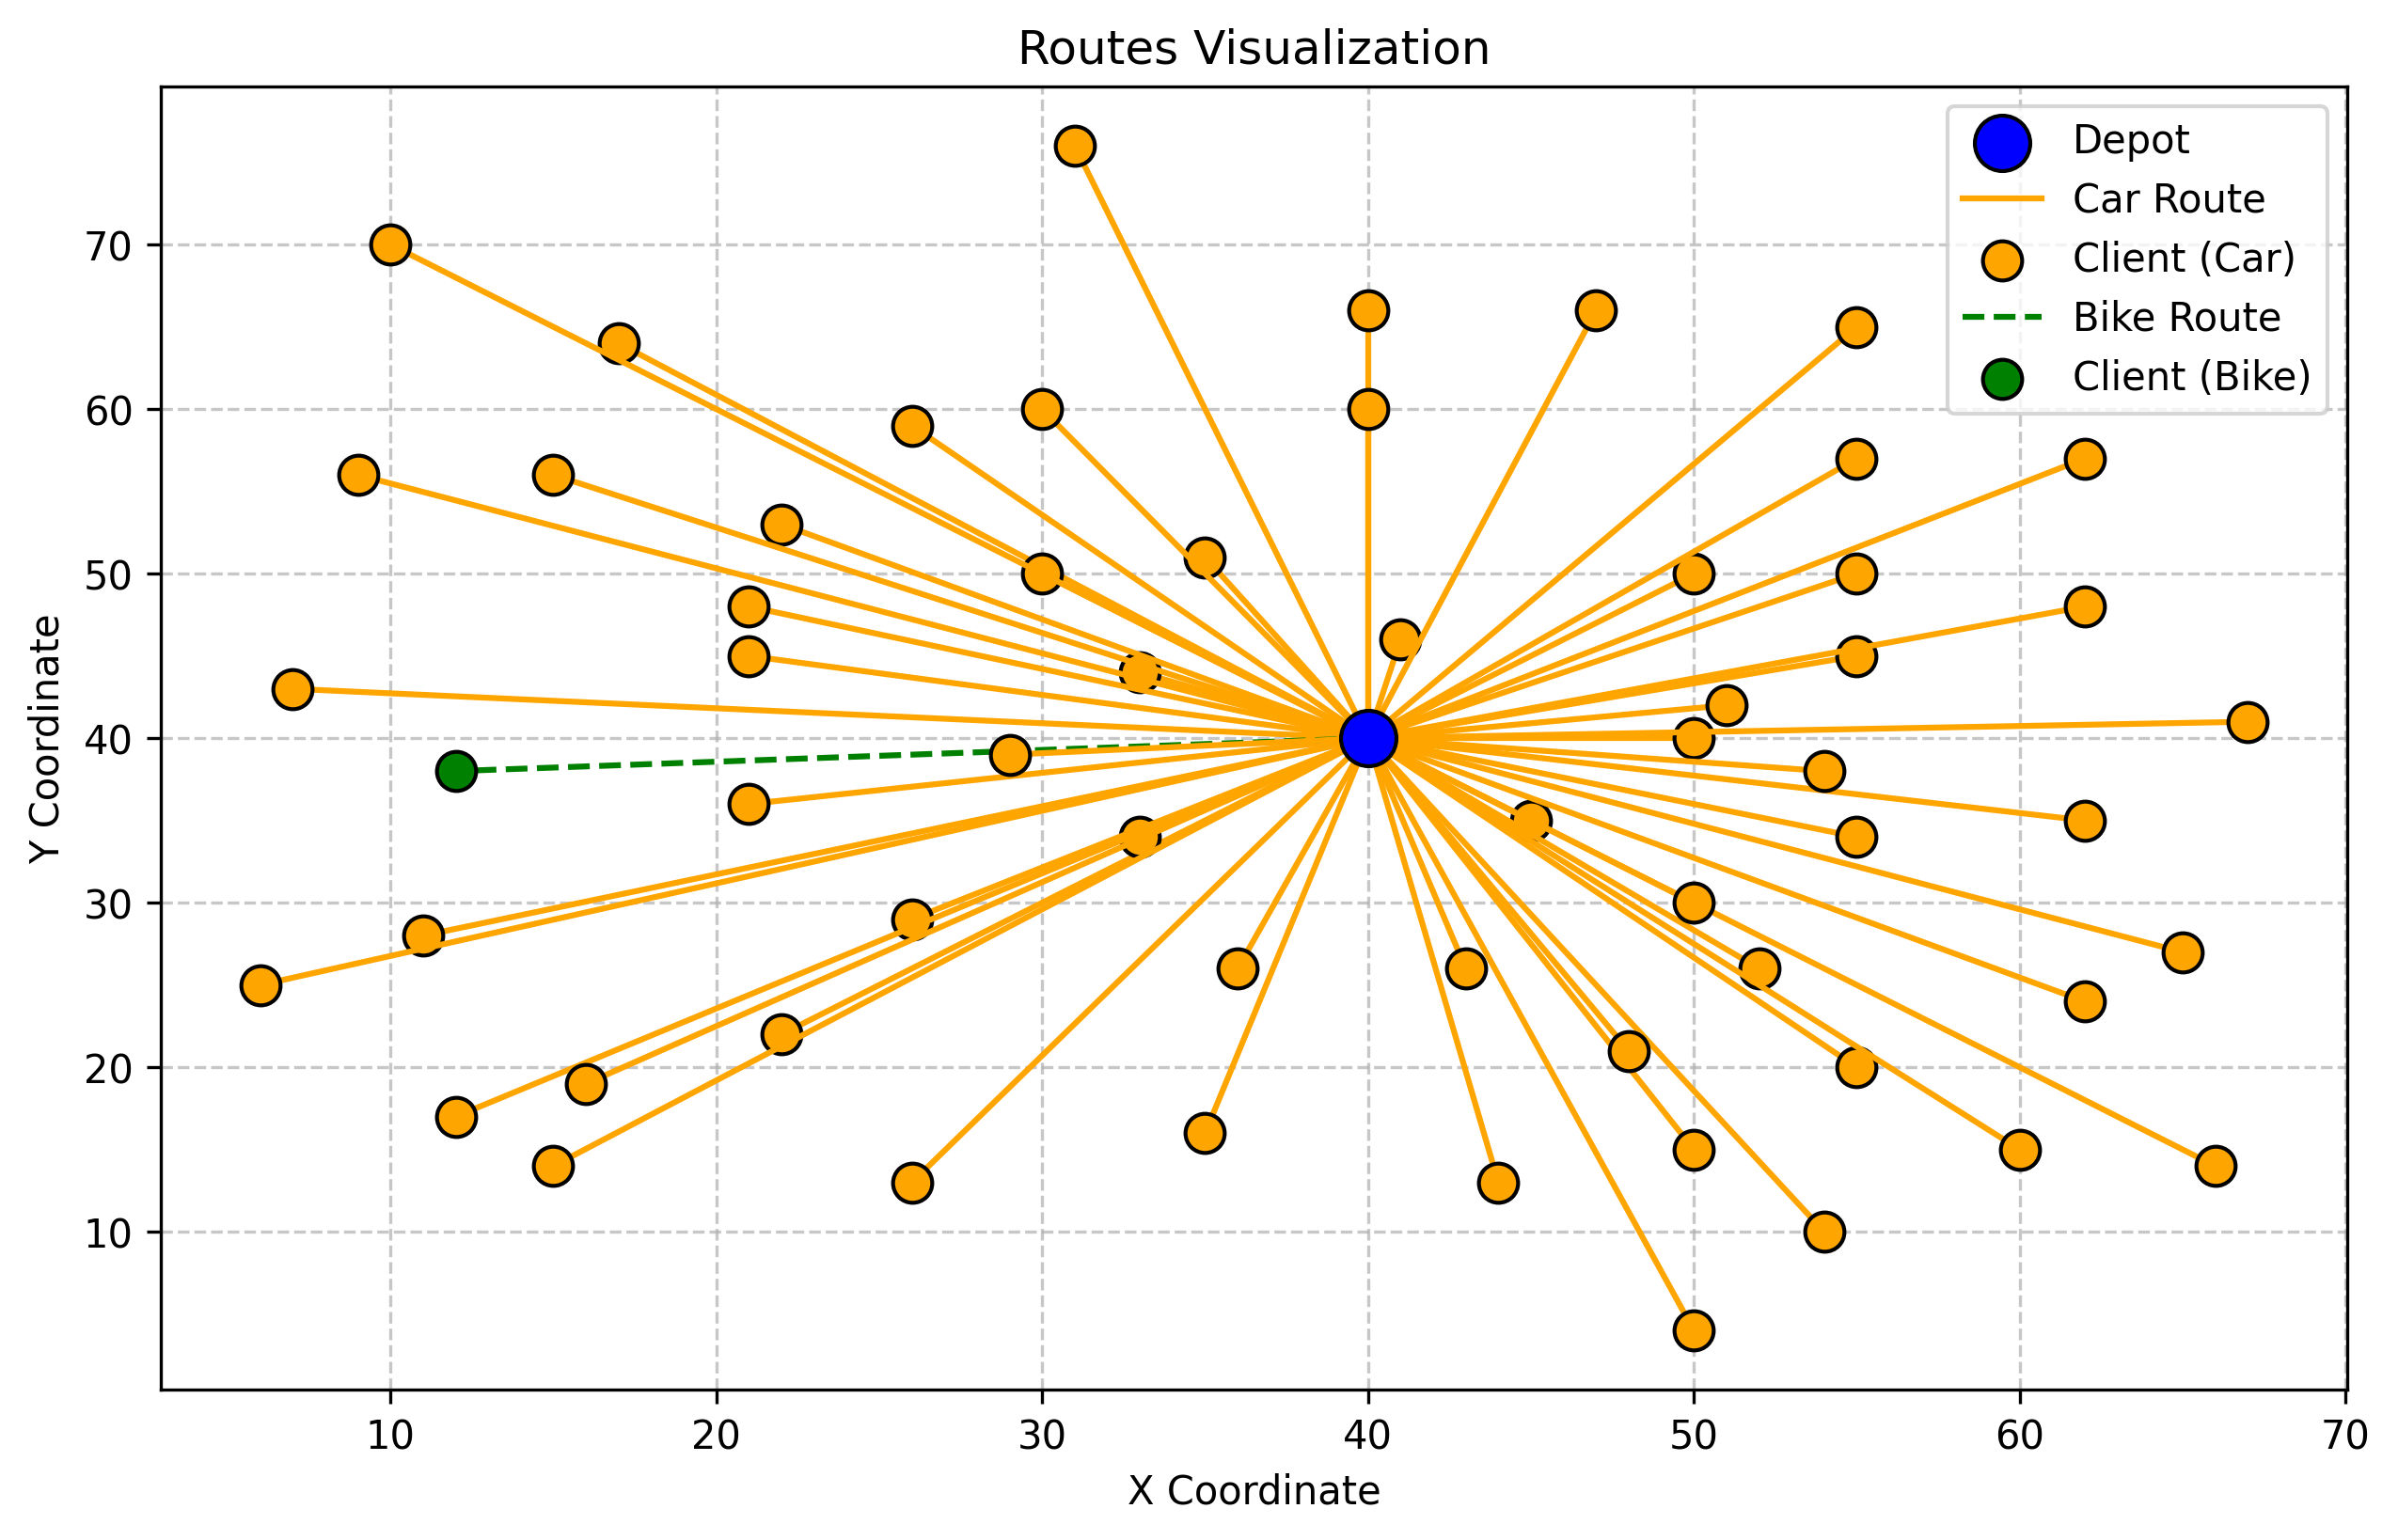 Routes Visualization
Depot
Car Route
Client (Car)
Bike Route
Client (Bike)
Y Coordinate
70
60
50
40
30
20
10
10 20 30 40 50 60 70
X Coordinate